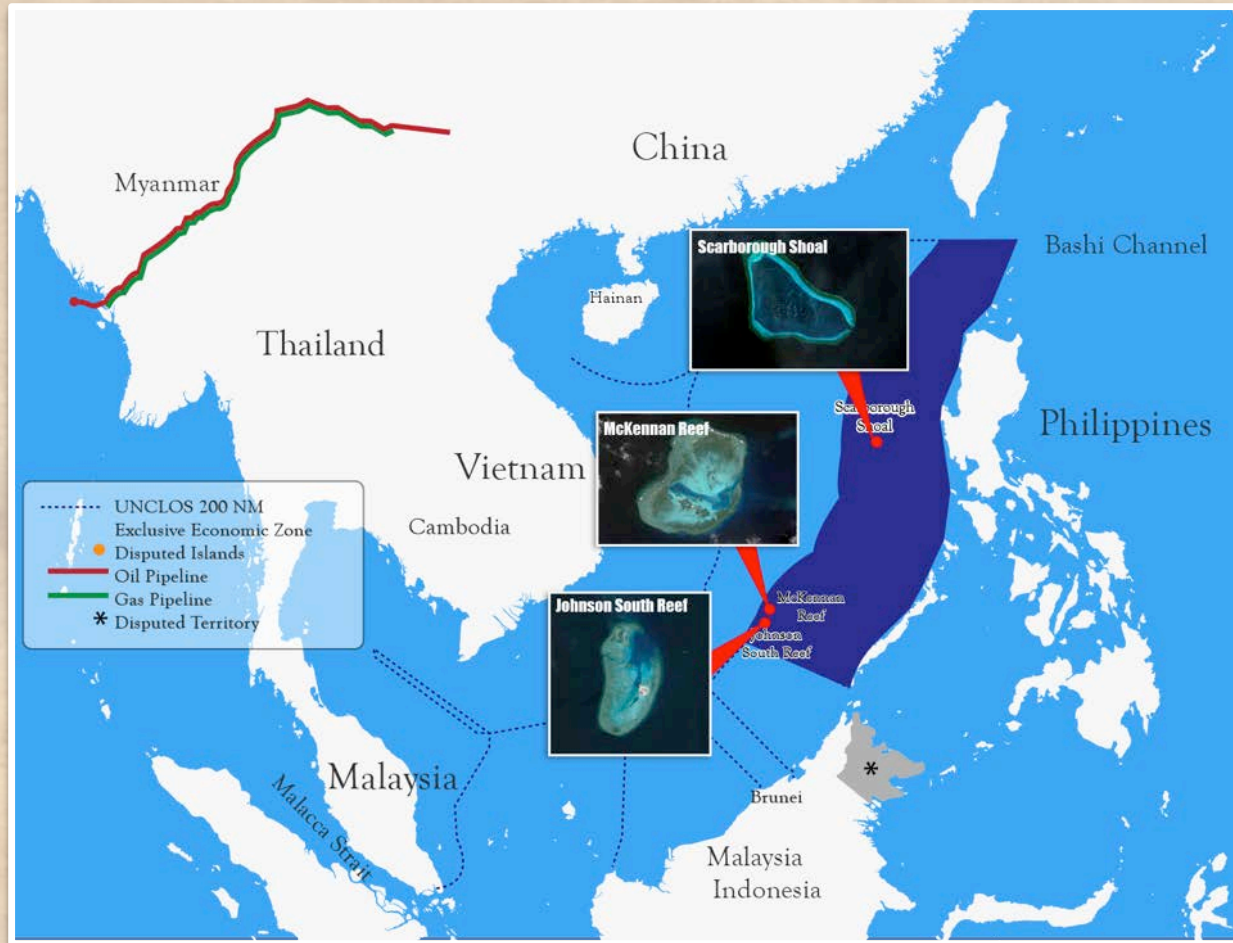 China
Myanmar
Scarborough Shoal
Bashi Channel
Hainan
Thailand
Scarborough
Shoal
McKennan Reef
Philippines
Vietnam
Cambodia
UNCLOS 200 NM
Exclusive Economic Zone
Disputed Islands
Oil Pipeline
Gas Pipeline
* Disputed Territory
McKennan
Reef
Johnson South Reef
Johnson
South Reef
Malaysia
Malacca Strait
*
Brunei
Malaysia
Indonesia